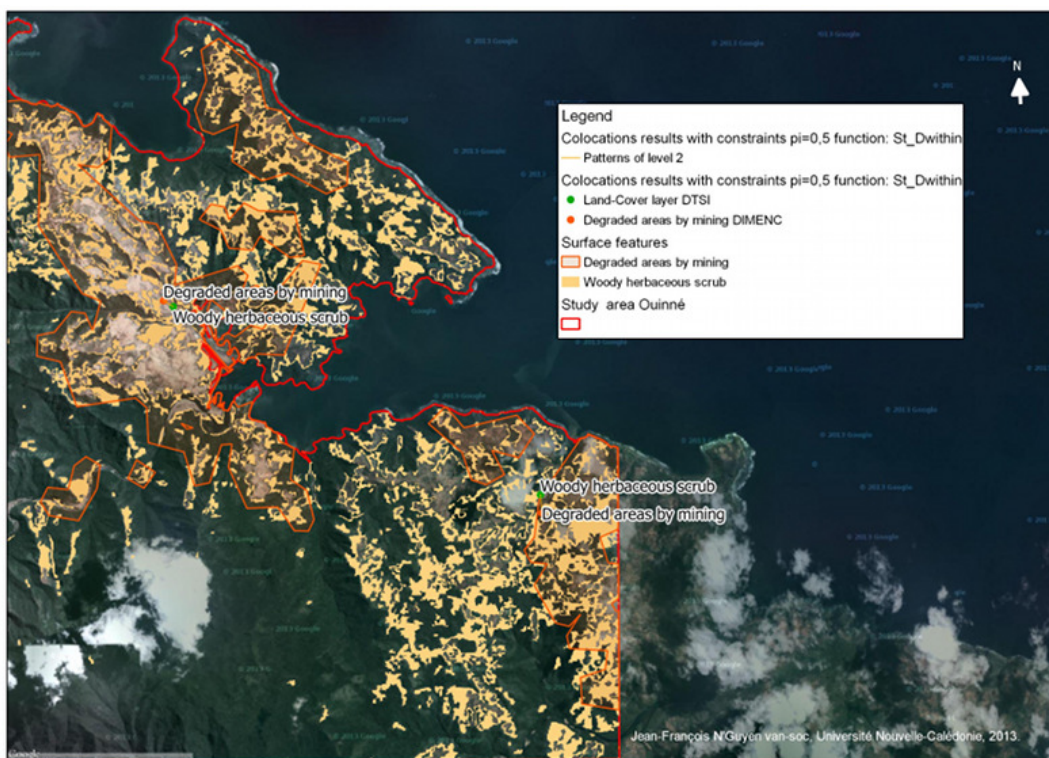 N
Legend
Colocations results with constraints pi=0,5 function: St_Dwithin
Patterns of level 2
Colocations results with constraints pi=0,5 function: St_Dwithin
Land-Cover layer DTSI
Degraded areas by mining DIMENC
Surface features
Degraded areas by mining
Woody herbaceous scrub
Study area Ouinné
Degraded areas by mining
Woody herbaceous scrub
Woody herbaceous scrub
Degraded areas by mining
Jean-François N'Guyen van-soc, Université Nouvelle-Calédonie, 2013.
Google